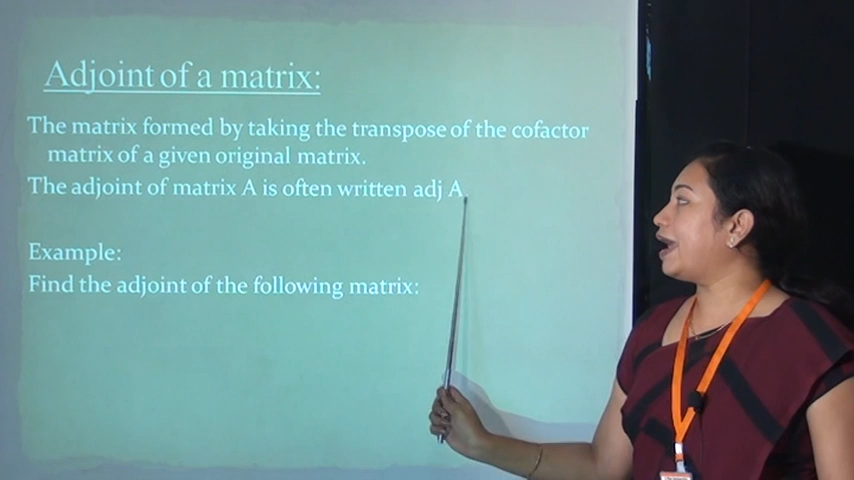 Adjoint of a matrix:
The matrix formed by taking the transpose of the cofactor
matrix of a given original matrix.
The adjoint of matrix A is often written adj A.
Example:
Find the adjoint of the following matrix: